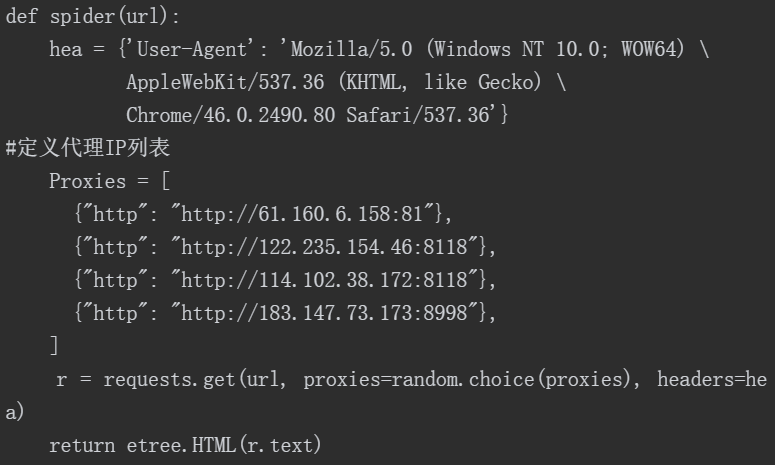 def spider(url):
    hea = {'User-Agent': 'Mozilla/5.0 (Windows NT 10.0; WOW64) \
           AppleWebKit/537.36 (KHTML, like Gecko) \
           Chrome/46.0.2490.80 Safari/537.36'}
#定义代理IP列表
    Proxies = [
      {"http": "http://61.160.6.158:81"},
      {"http": "http://122.235.154.46:8118"},
      {"http": "http://114.102.38.172:8118"},
      {"http": "http://183.147.73.173:8998"},
    ]
     r = requests.get(url, proxies=random.choice(proxies), headers=he
a)
    return etree.HTML(r.text)